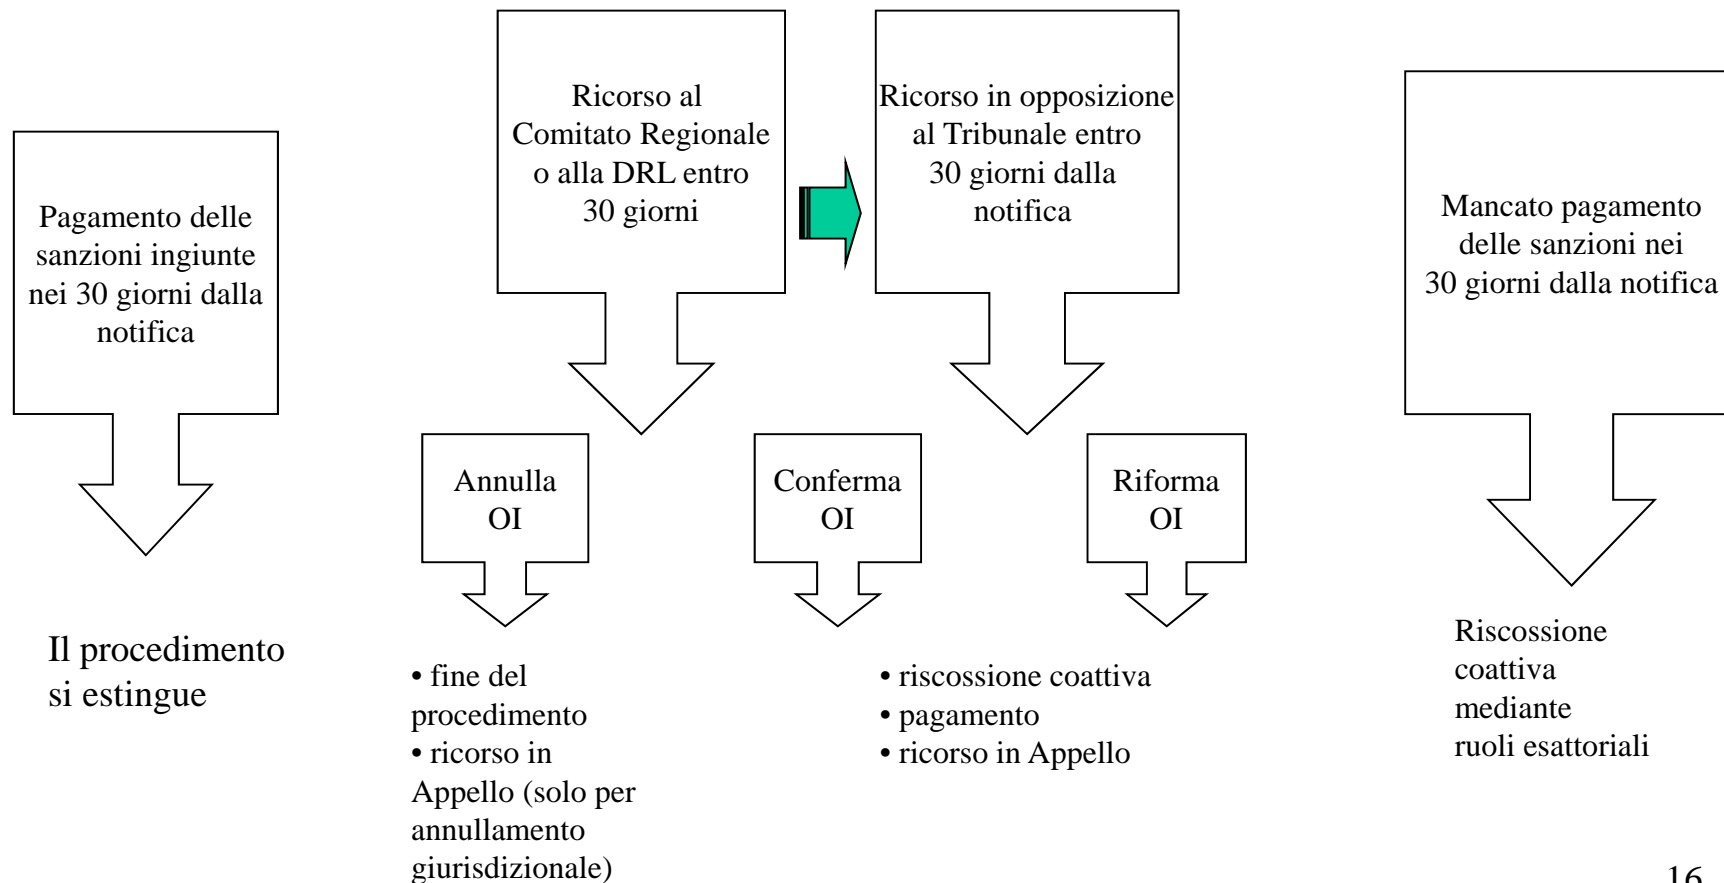 Pagamento delle
sanzioni ingiunte
nei 30 giorni dalla
notifica
Il procedimento
si estingue
Ricorso al
Comitato Regionale
o alla DRL entro
30 giorni
Ricorso in opposizione
al Tribunale entro
30 giorni dalla
notifica
Annulla
OI
Conferma
OI
Riforma
OI
• fine del
procedimento
• ricorso in
Appello (solo per
annullamento
giurisdizionale)
• riscossione coattiva
• pagamento
• ricorso in Appello
Mancato pagamento
delle sanzioni nei
30 giorni dalla notifica
Riscossione
coattiva
mediante
ruoli esattoriali
16